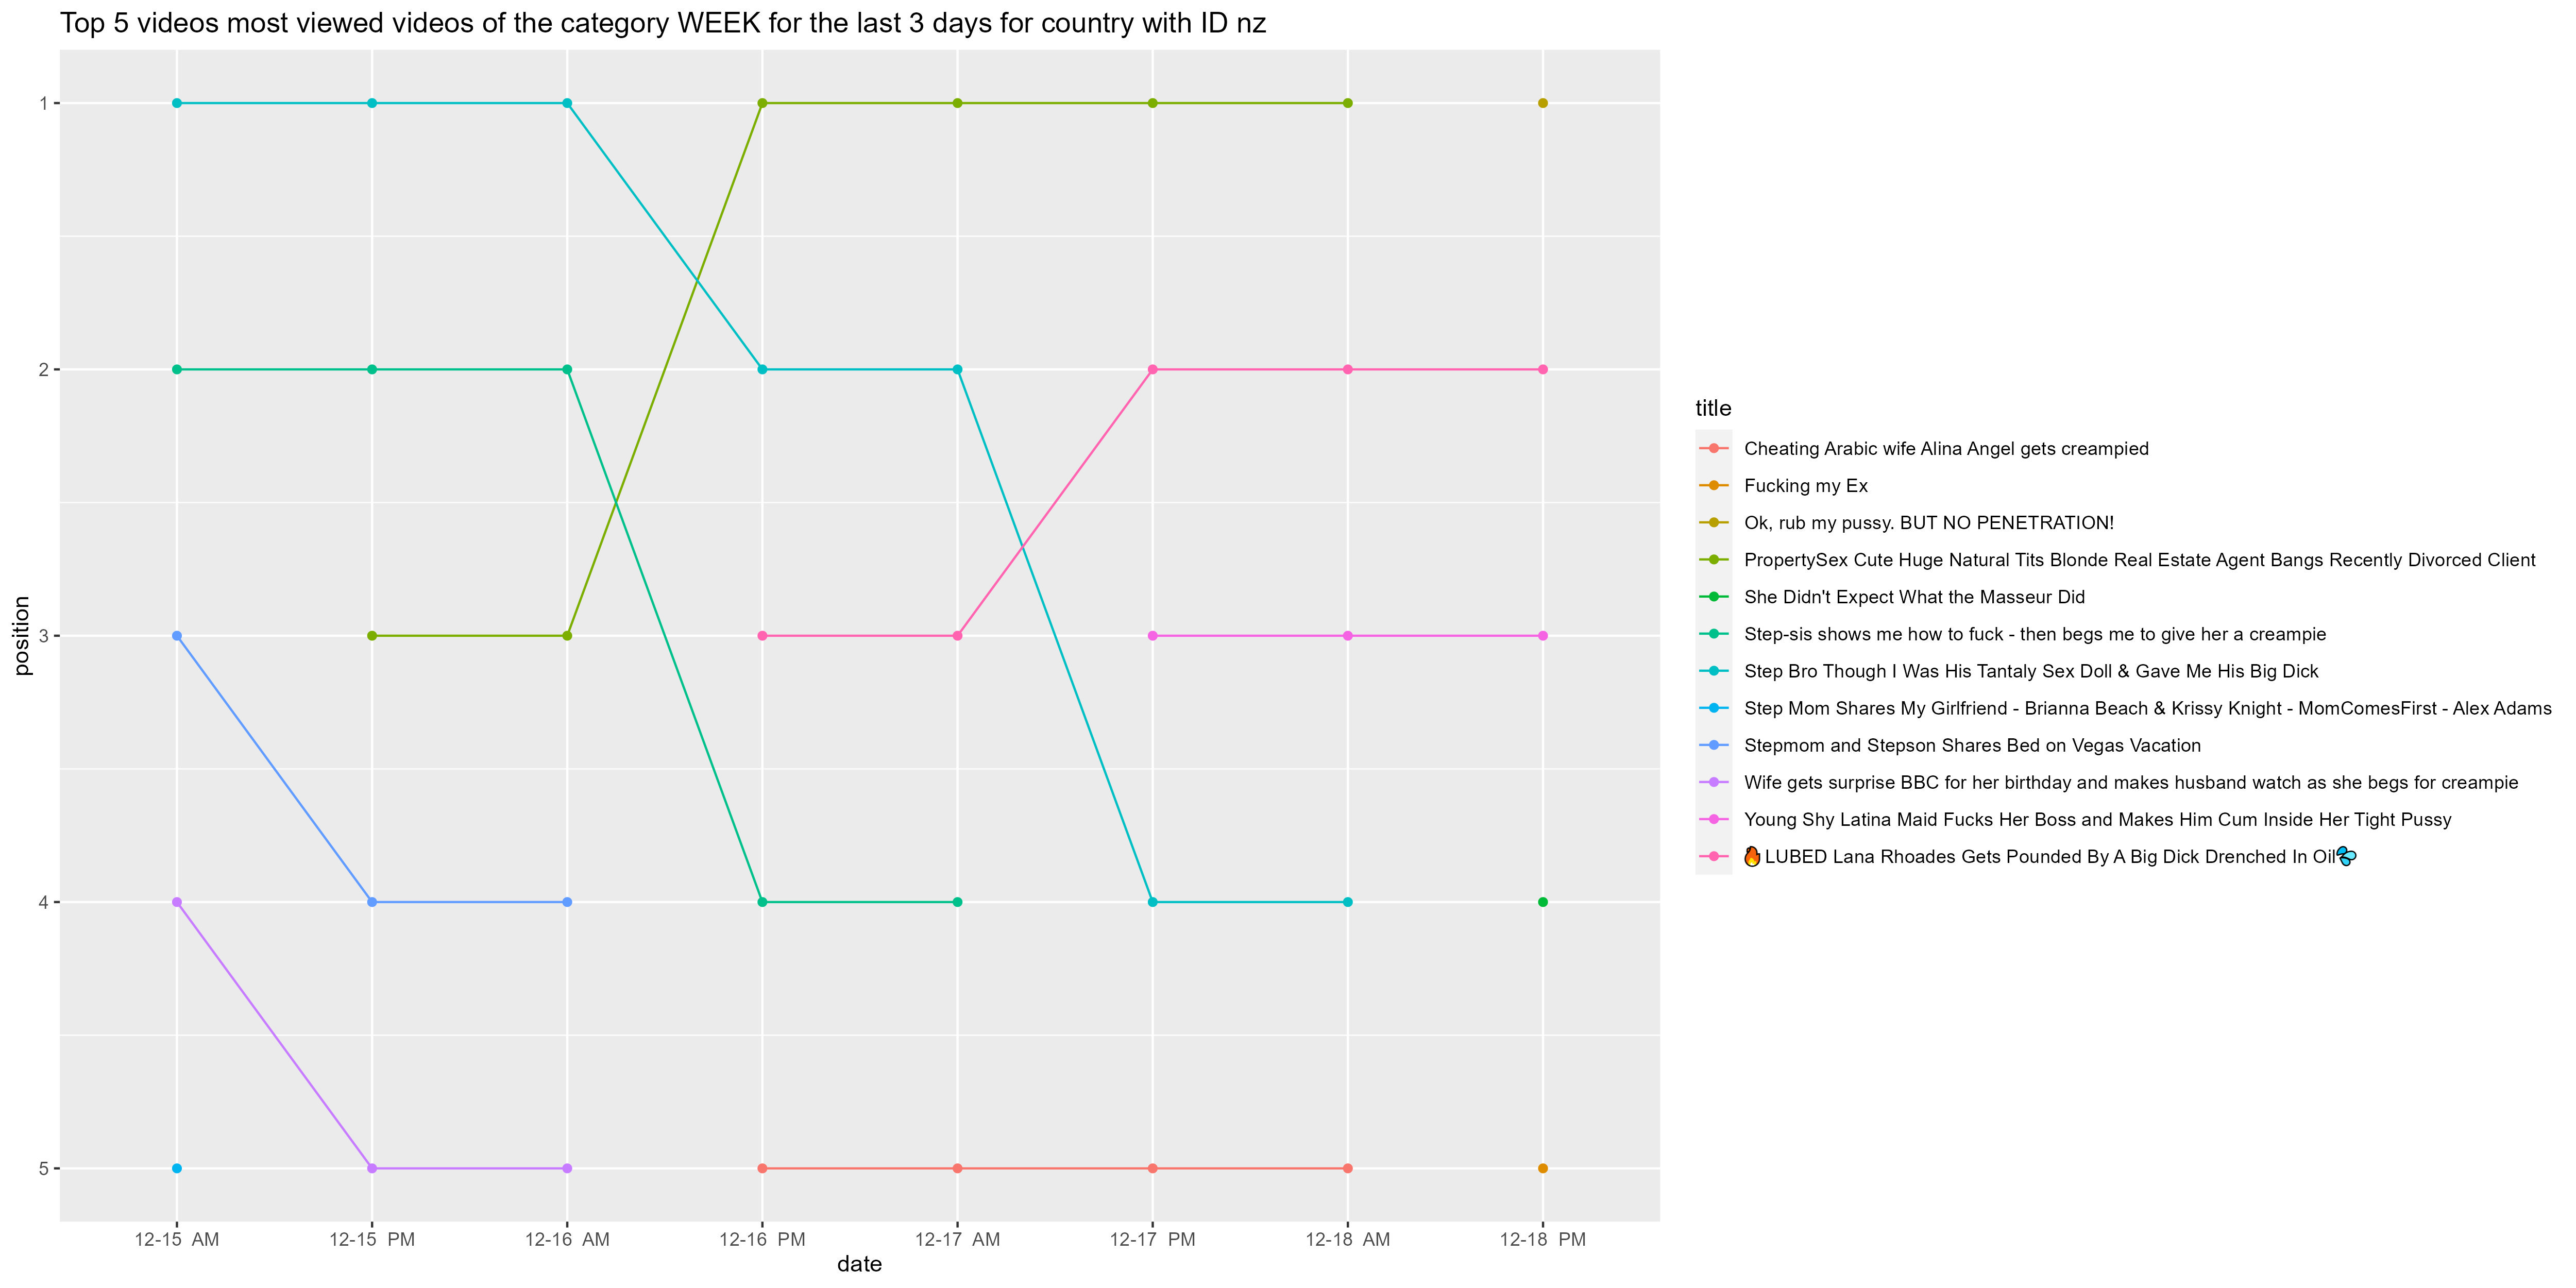 Top 5 videos most viewed videos of the category WEEK for the last 3 days for country with ID nz
position
1
2
3
4
5
12-15 AM
12-15 PM
12-16 AM
12-16 PM
12-17 AM
12-17 PM
12-18 AM
12-18 PM
date
title
Cheating Arabic wife Alina Angel gets creampied
Fucking my Ex
Ok, rub my pussy. BUT NO PENETRATION!
PropertySex Cute Huge Natural Tits Blonde Real Estate Agent Bangs Recently Divorced Client
She Didn't Expect What the Masseur Did
Step-sis shows me how to fuck - then begs me to give her a creampie
Step Bro Though I Was His Tantaly Sex Doll & Gave Me His Big Dick
Step Mom Shares My Girlfriend - Brianna Beach & Krissy Knight - MomComesFirst - Alex Adams
Stepmom and Stepson Shares Bed on Vegas Vacation
Wife gets surprise BBC for her birthday and makes husband watch as she begs for creampie
Young Shy Latina Maid Fucks Her Boss and Makes Him Cum Inside Her Tight Pussy
🔥LUBED Lana Rhoades Gets Pounded By A Big Dick Drenched In Oil💦